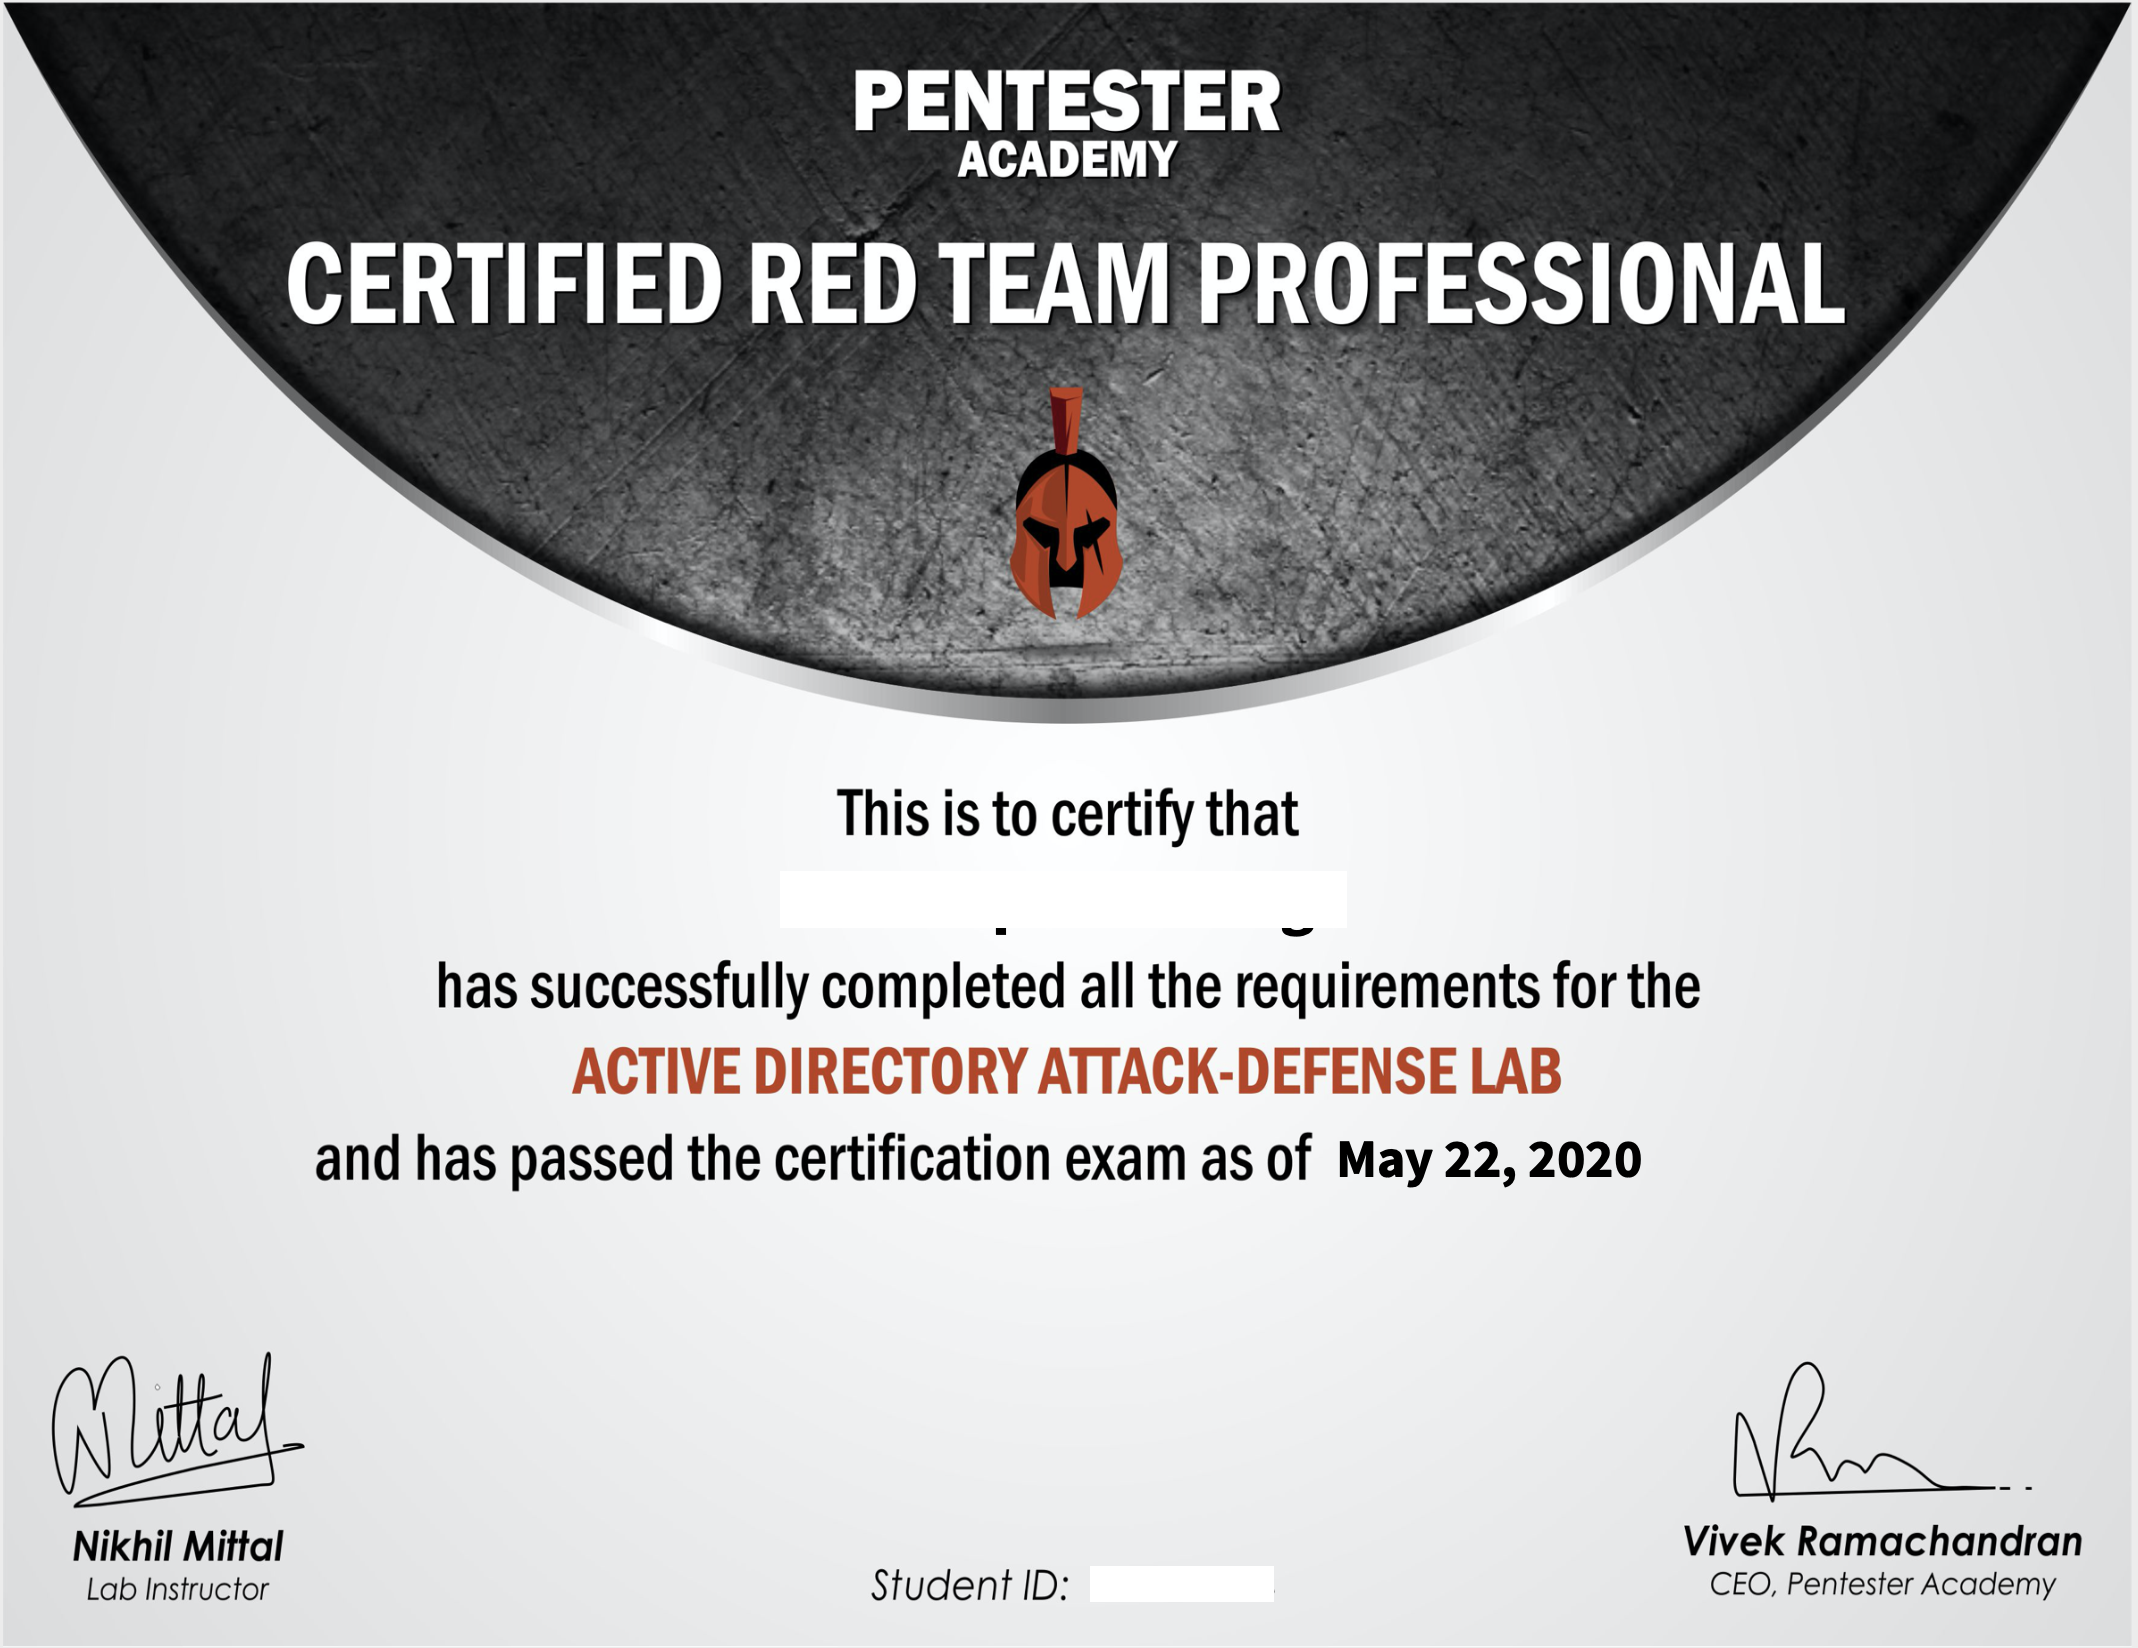 PENTESTER
ACADEMY
CERTIFIED RED TEAM PROFESSIONAL
This is to certify that
has successfully completed all the requirements for the
ACTIVE DIRECTORY ATTACK-DEFENSE LAB
and has passed the certification exam as of May 22, 2020
Mittal
Nikhil Mittal
Lab Instructor
Student ID:
Vivek Ramachandran
CEO, Pentester Academy